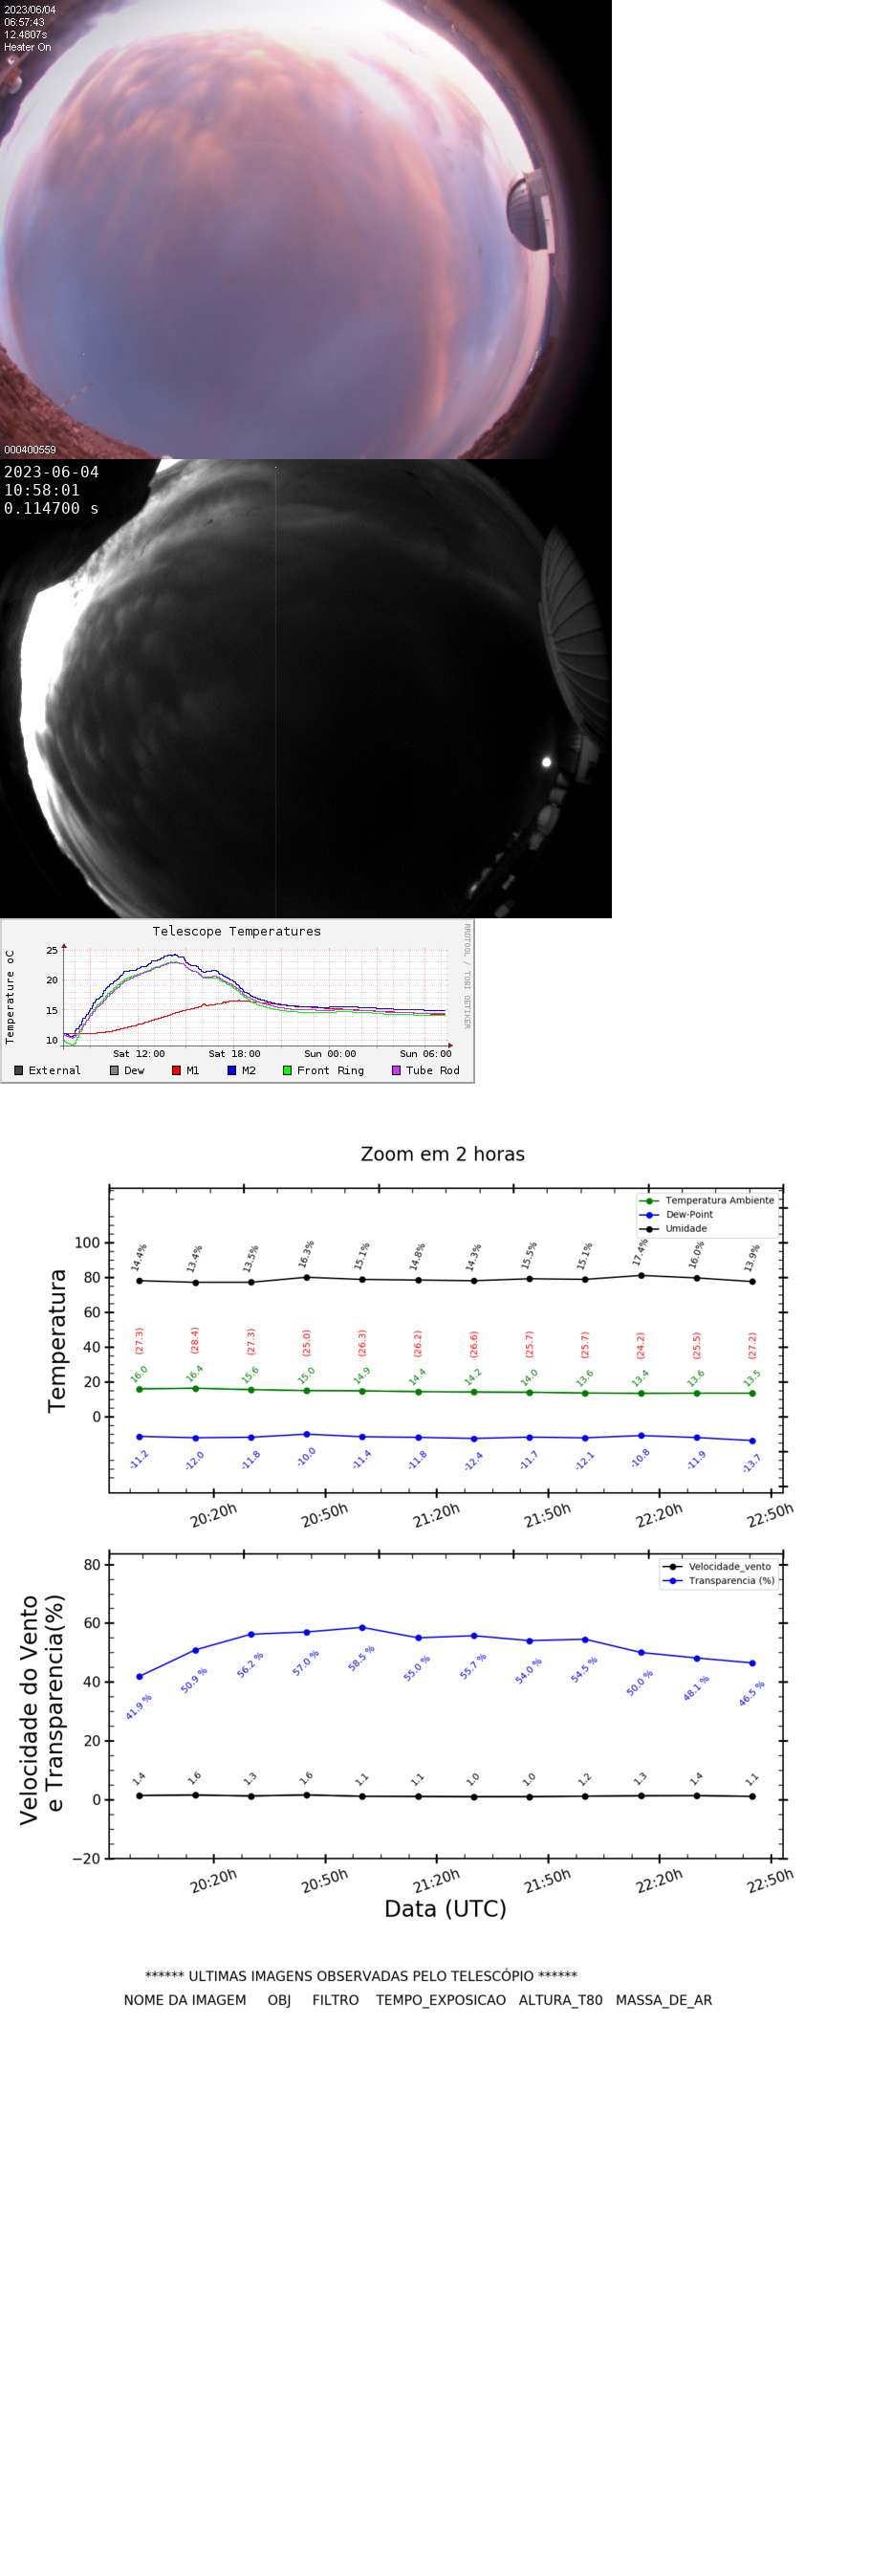 2023/06/04
06:57:43
12.4807s
Heater On
000400559
2023-06-04
10:58:01
0.114700 s
Telescope Temperatures
RRDTOOL / TOBI OETIKER
Temperature oC
25
20
15
10
Sat 12:00 Sat 18:00 Sun 00:00 Sun 06:00
External Dew M1 M2 Front Ring Tube Rod
Zoom em 2 horas
Temperatura Ambiente
Dew-Point
Umidade
Temperatura
100
80
60
40
20
0
14.4% 13.4% 13.5% 16.3% 15.1% 14.8% 14.3% 15.5% 15.1% 17.4% 16.0% 13.9%
(27.3) (28.4) (27.3) (25.0) (26.3) (26.2) (26.6) (25.7) (25.7) (24.2) (25.5) (27.2)
16.0 16.4 15.6 15.0 14.9 14.4 14.2 14.0 13.6 13.4 13.6 13.5
-11.2 -12.0 -11.8 -10.0 -11.4 -11.8 -12.4 -11.7 -12.1 -10.8 -11.9 -13.7
20:20h 20:50h 21:20h 21:50h 22:20h 22:50h
Velocidade_vento
Transparencia (%)
Velocidade do Vento
e Transparencia(%)
80
60
40
20
0
−20
41.9 % 50.9 % 56.2 % 57.0 % 58.5 % 55.0 % 55.7 % 54.0 % 54.5 % 50.0 % 48.1 % 46.5 %
1.4 1.6 1.3 1.6 1.1 1.1 1.0 1.0 1.2 1.3 1.4 1.1
20:20h 20:50h 21:20h 21:50h 22:20h 22:50h
Data (UTC)
****** ULTIMAS IMAGENS OBSERVADAS PELO TELESCÓPIO ******
NOME DA IMAGEM OBJ FILTRO TEMPO_EXPOSICAO ALTURA_T80 MASSA_DE_AR